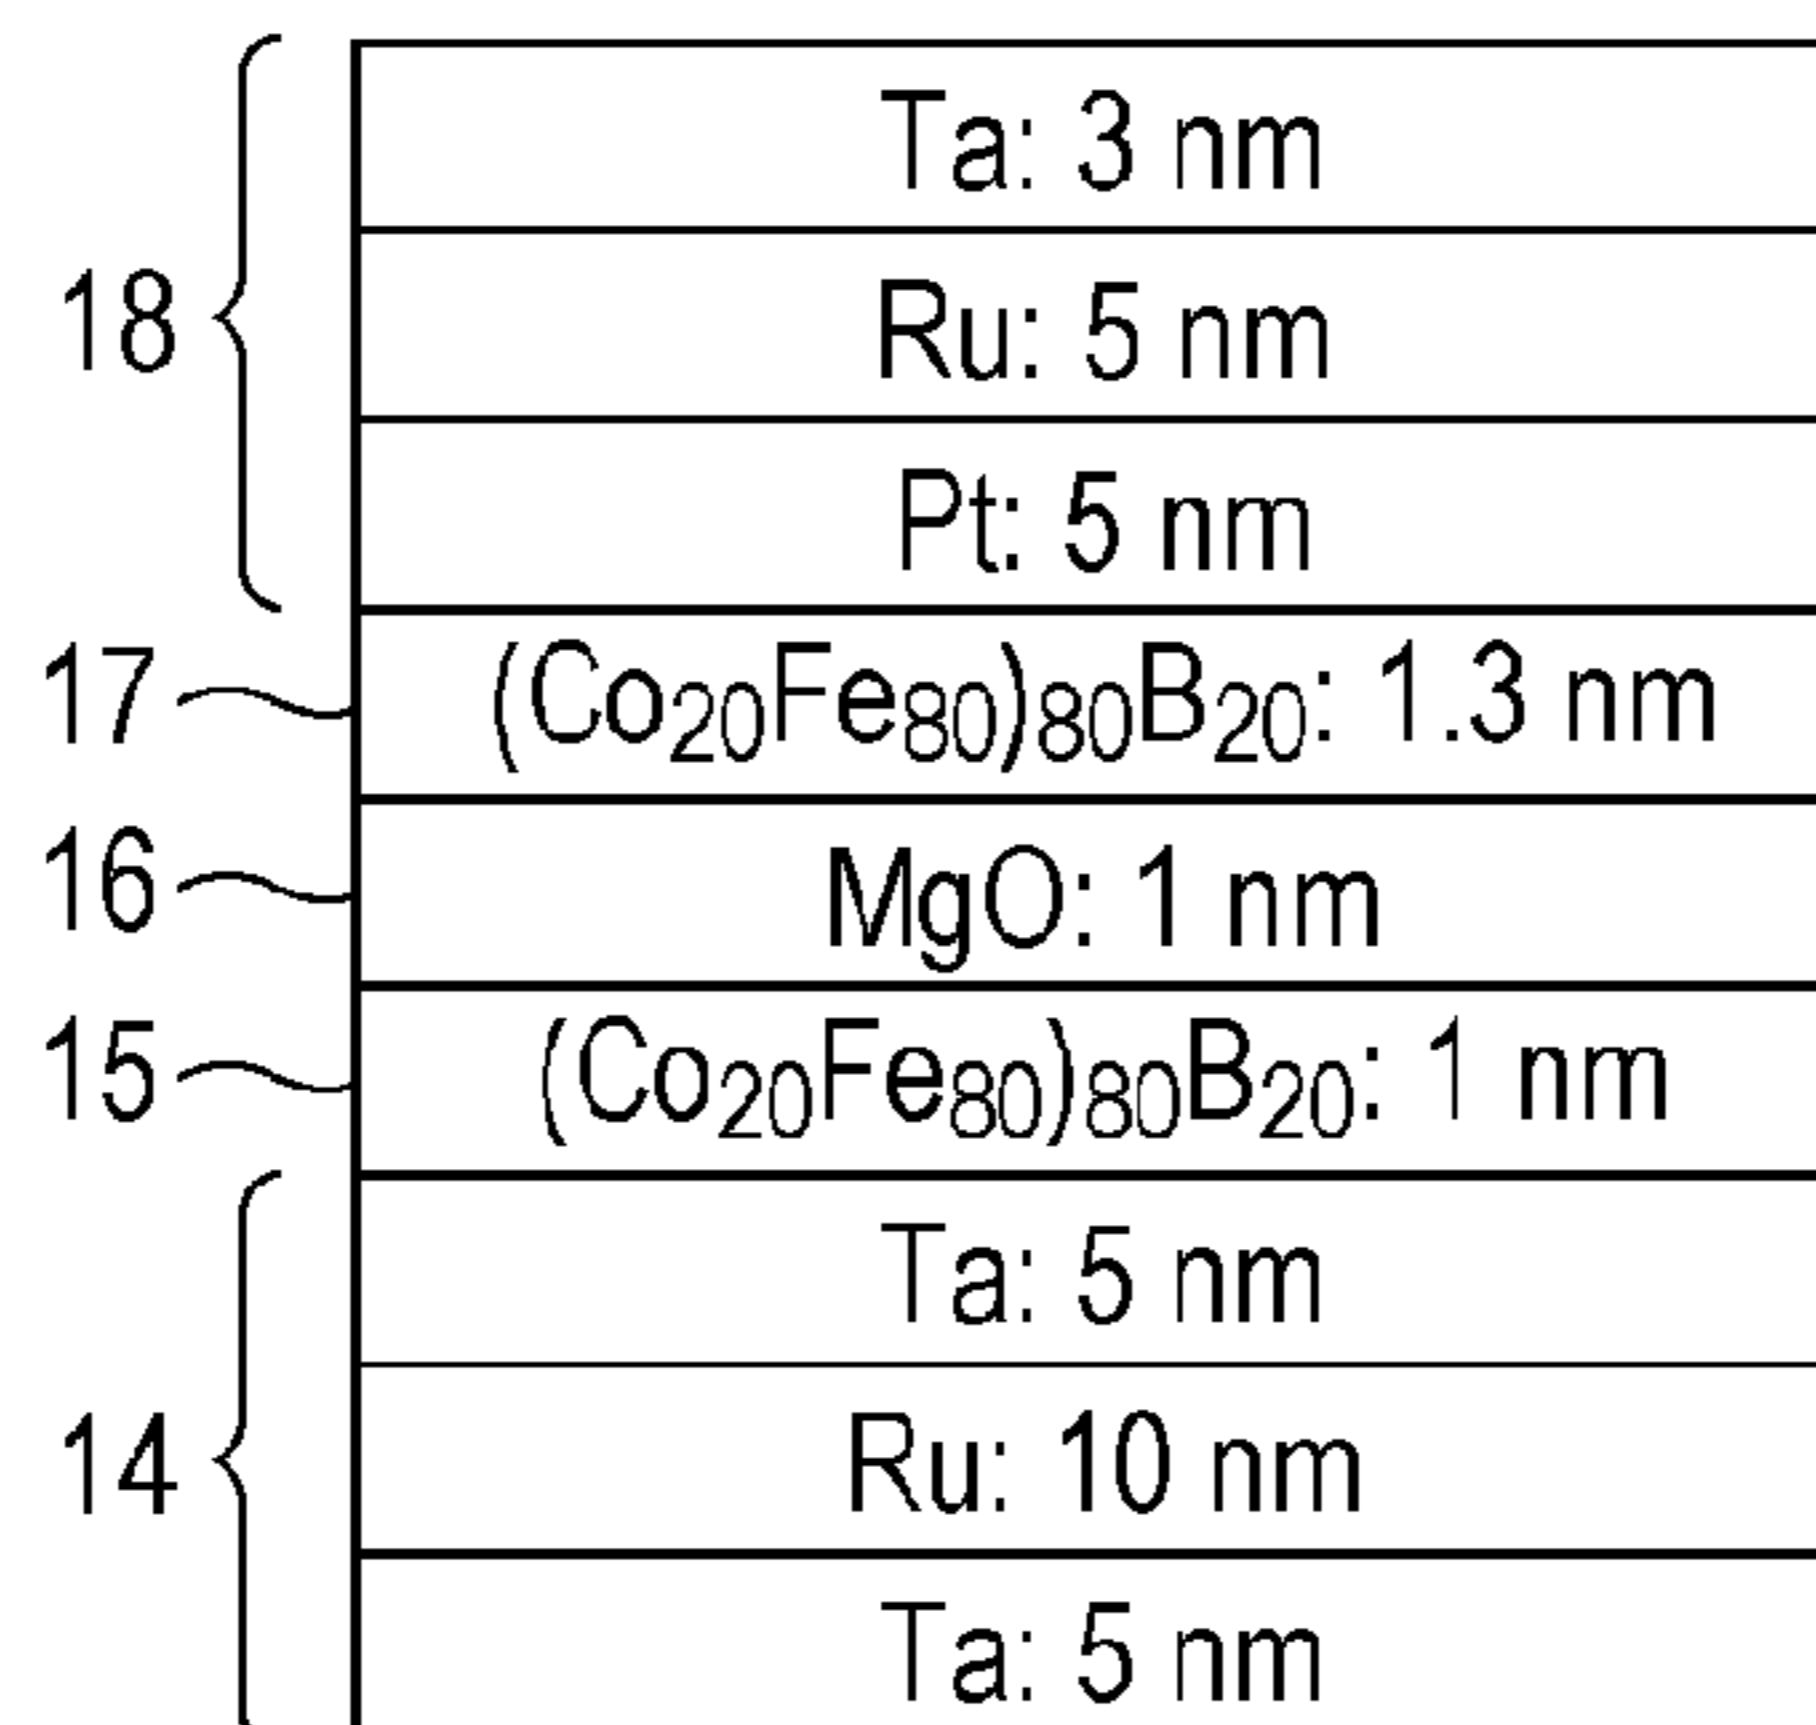 Ta: 3 nm
18
Ru: 5 nm
Pt: 5 nm
17 (Co₂₀Fe₈₀)₈₀B₂₀: 1.3 nm
16 MgO: 1 nm
15 (Co₂₀Fe₈₀)₈₀B₂₀: 1 nm
Ta: 5 nm
14 Ru: 10 nm
Ta: 5 nm